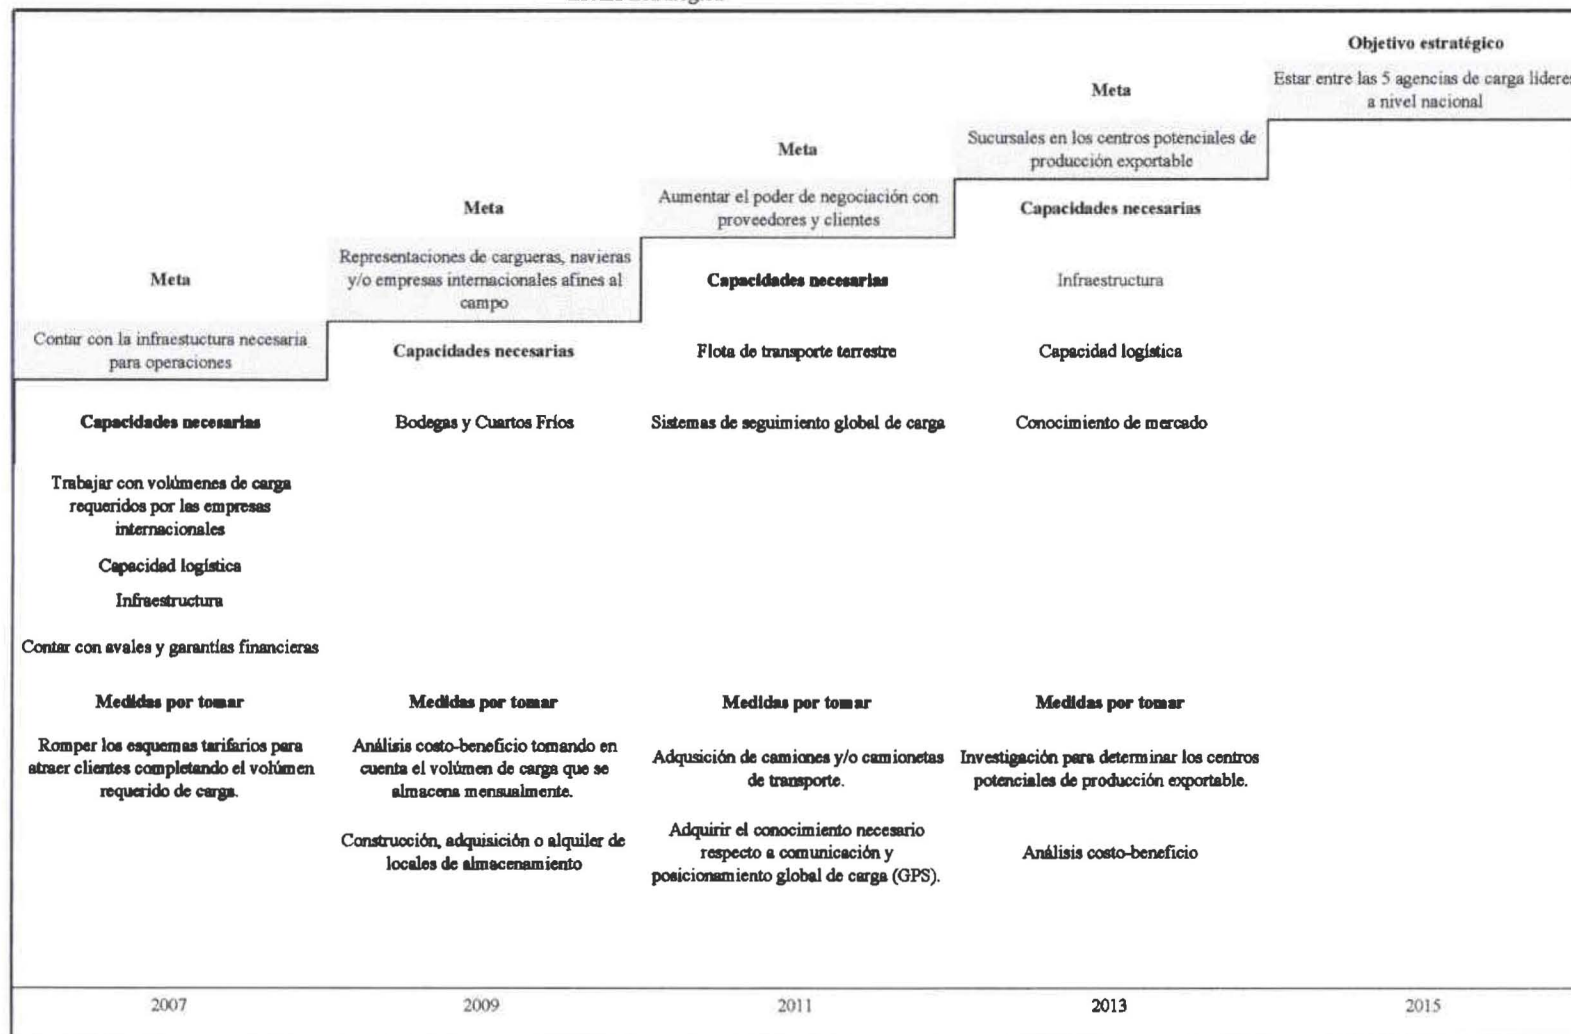 Objetivo estratégico
Estar entre las 5 agencias de carga líderes
a nivel nacional
Meta
Sucursales en los centros potenciales de
producción exportable
Capacidades necesarias
Infraestructura
Capacidad logística
Conocimiento de mercado
Meta
Aumentar el poder de negociación con
proveedores y clientes
Capacidades necesarias
Flota de transporte terrestre
Sistemas de seguimiento global de carga
Meta
Representaciones de cargueras, navieras
y/o empresas internacionales afines al
campo
Capacidades necesarias
Bodegas y Cuartos Fríos
Meta
Contar con la infraestuctura necesaria
para operaciones
Capacidades necesarias
Trabajar con volúmenes de carga
requeridos por las empresas
internacionales
Capacidad logística
Infraestructura
Contar con avales y garantías financieras
Medidas por tomar
Romper los esquemas tarifarios para
atraer clientes completando el volúmen
requerido de carga.
Medidas por tomar
Análisis costo-beneficio tomando en
cuenta el volúmen de carga que se
almacena mensualmente.
Construcción, adquisición o alquiler de
locales de almacenamiento
Medidas por tomar
Adqusición de camiones y/o camionetas
de transporte.
Adquirir el conocimiento necesario
respecto a comunicación y
posicionamiento global de carga (GPS).
Medidas por tomar
Investigación para determinar los centros
potenciales de producción exportable.
Análisis costo-beneficio
2007
2009
2011
2013
2015